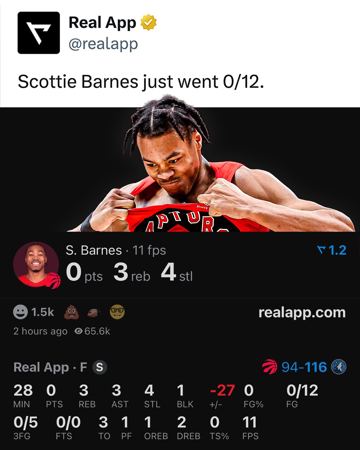 Real App
@realapp
Scottie Barnes just went 0/12.
APTURS
S. Barnes · 11 fps
1.2
0 pts 3 reb 4 stl
1.5k
realapp.com
2 hours ago 65.6k
Real App · F S
94-116
28 0 3 3 4 1 -27 0 0/12
MIN PTS REB AST STL BLK +/- FG% FG
0/5 0/0 3 1 1 2 0 11
3FG FTS TO PF OREB DREB TS% FPS